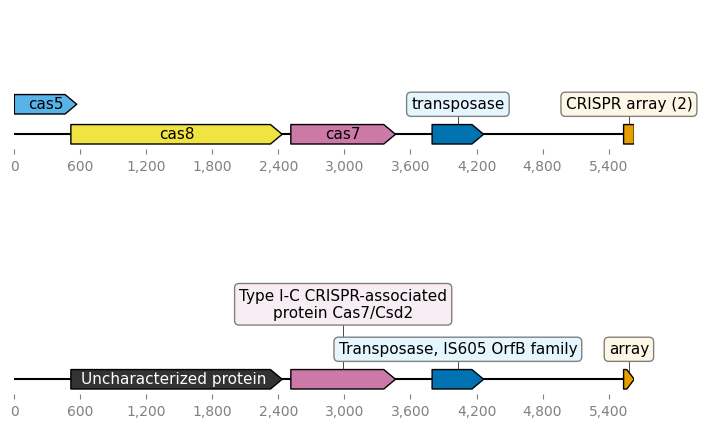 cas5
transposase
CRISPR array (2)
cas8
cas7
0 600 1,200 1,800 2,400 3,000 3,600 4,200 4,800 5,400
Type I-C CRISPR-associated
protein Cas7/Csd2
Transposase, IS605 OrfB family
array
Uncharacterized protein
0 600 1,200 1,800 2,400 3,000 3,600 4,200 4,800 5,400